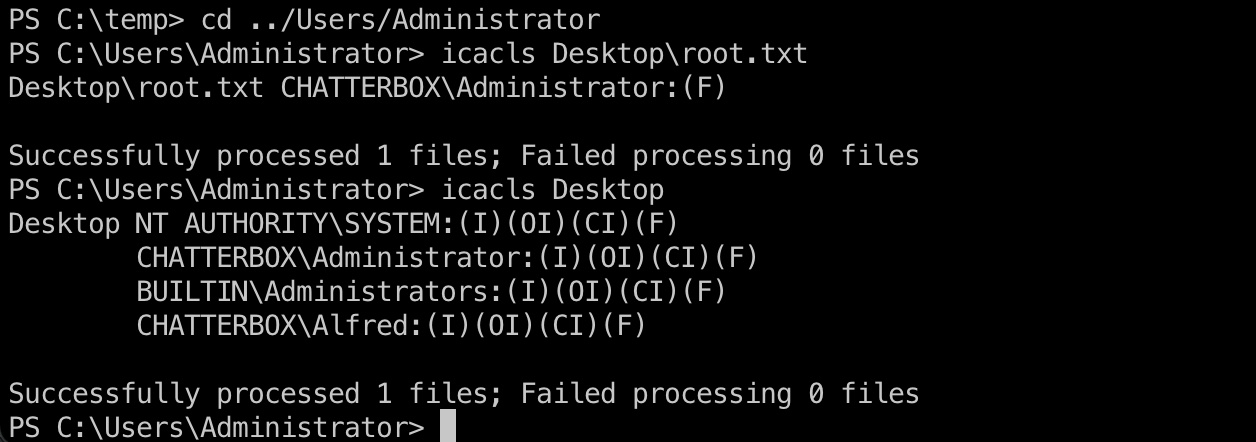 PS C:\temp> cd ../Users/Administrator
PS C:\Users\Administrator> icacls Desktop\root.txt
Desktop\root.txt CHATTERBOX\Administrator:(F)

Successfully processed 1 files; Failed processing 0 files
PS C:\Users\Administrator> icacls Desktop
Desktop NT AUTHORITY\SYSTEM:(I)(OI)(CI)(F)
        CHATTERBOX\Administrator:(I)(OI)(CI)(F)
        BUILTIN\Administrators:(I)(OI)(CI)(F)
        CHATTERBOX\Alfred:(I)(OI)(CI)(F)

Successfully processed 1 files; Failed processing 0 files
PS C:\Users\Administrator>